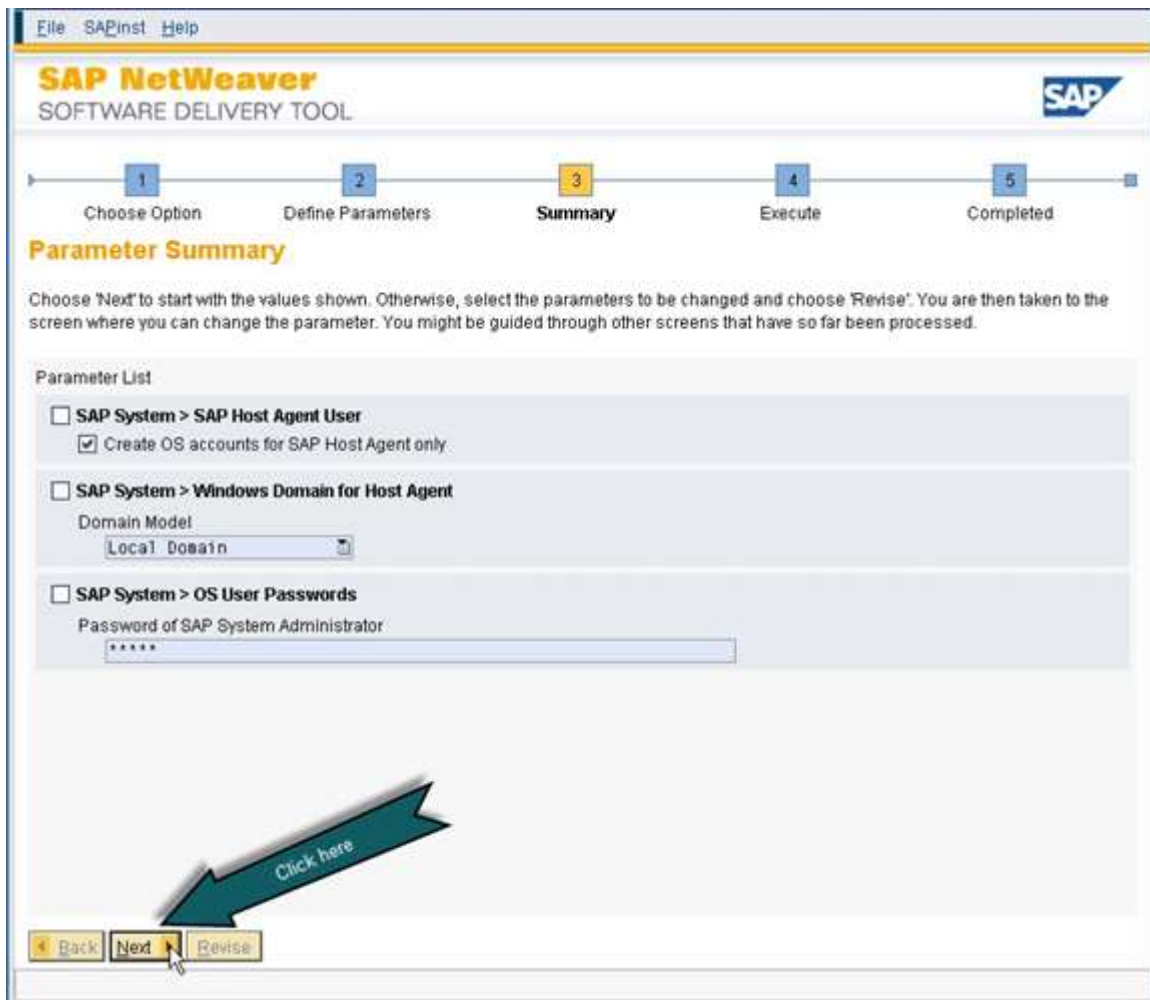 File SAPinst Help
SAP NetWeaver
SOFTWARE DELIVERY TOOL
SAP
1 2 3 4 5
Choose Option Define Parameters Summary Execute Completed
Parameter Summary
Choose 'Next' to start with the values shown. Otherwise, select the parameters to be changed and choose 'Revise'. You are then taken to the
screen where you can change the parameter. You might be guided through other screens that have so far been processed.
Parameter List
SAP System > SAP Host Agent User
Create OS accounts for SAP Host Agent only
SAP System > Windows Domain for Host Agent
Domain Model
Local Domain
SAP System > OS User Passwords
Password of SAP System Administrator
*****
Click here
Back Next Revise